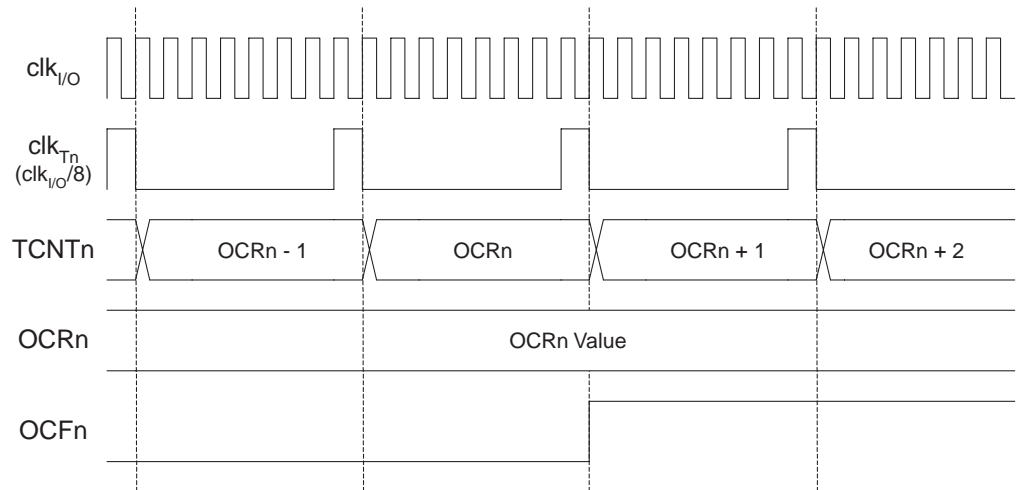 clkI/O
clkTn
(clkI/O/8)
TCNTn
OCRn - 1
OCRn
OCRn + 1
OCRn + 2
OCRn
OCRn Value
OCFn